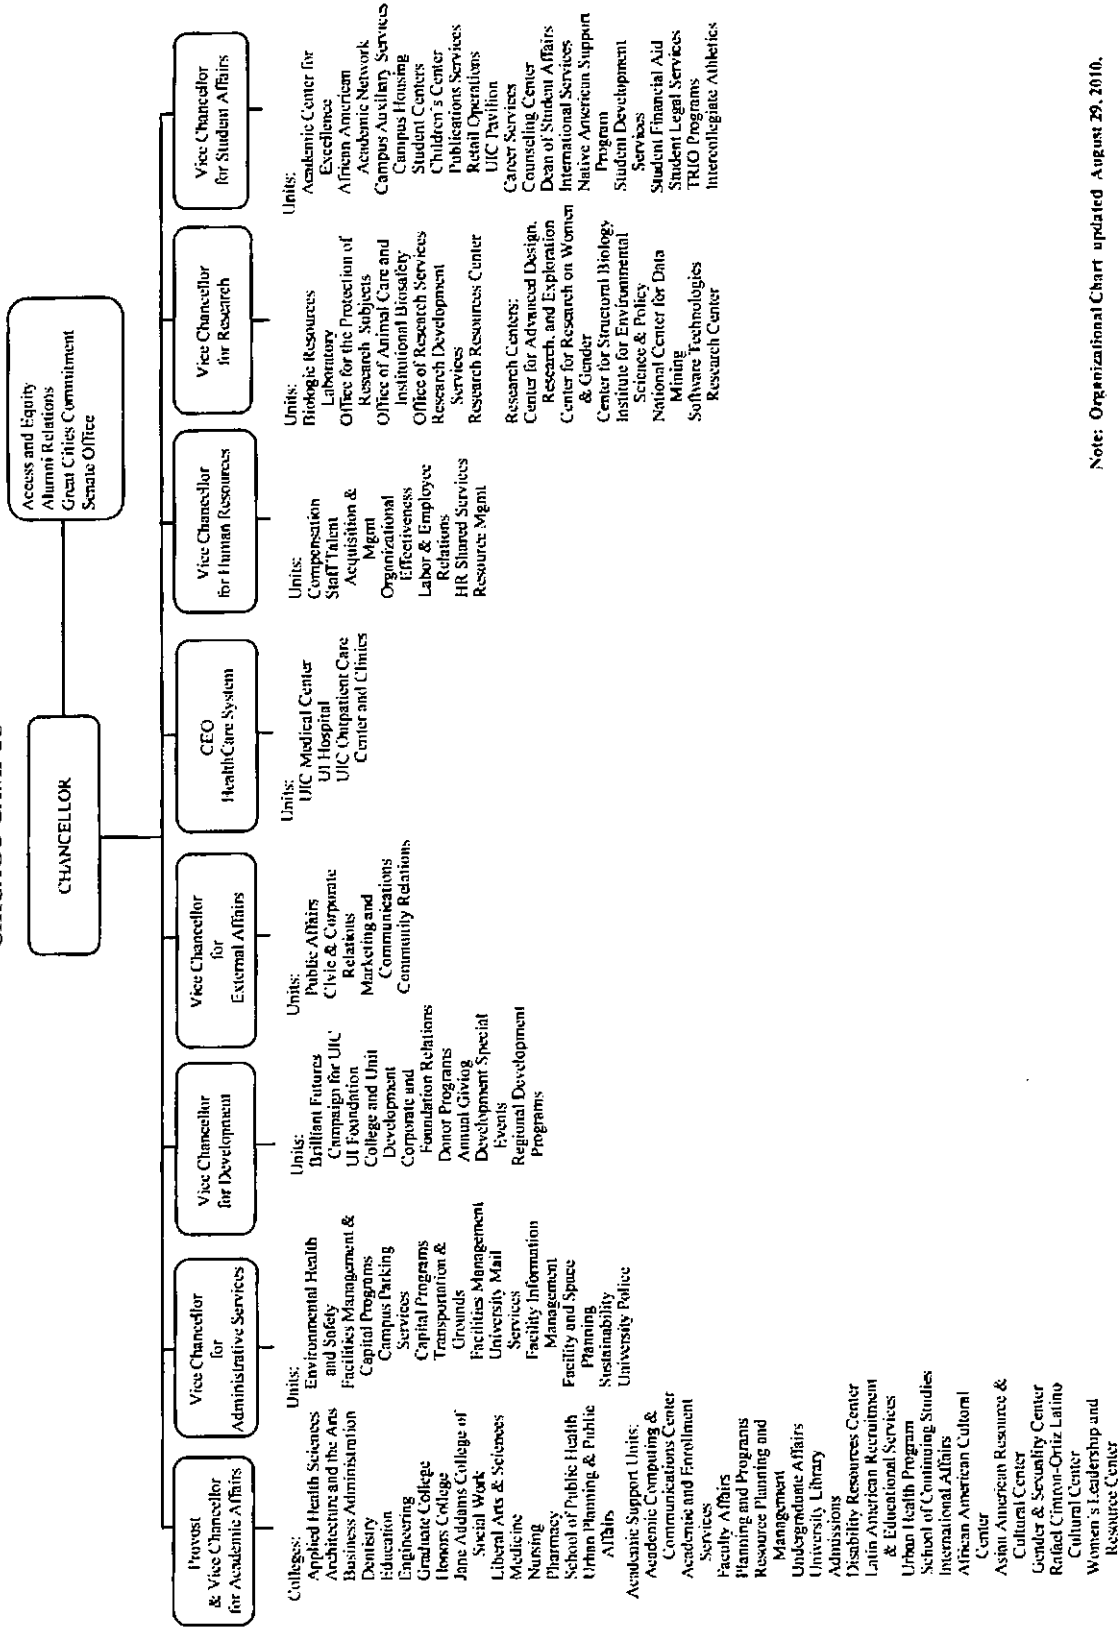 CHANCELLOR
Access and Equity
Alumni Relations
Great Cities Commitment
Senate Office
Provost
& Vice Chancellor
for Academic Affairs
Colleges:
Applied Health Sciences
Architecture and the Arts
Business Administration
Dentistry
Education
Engineering
Graduate College
Honors College
Jane Addams College of
Social Work
Liberal Arts & Sciences
Medicine
Nursing
Pharmacy
School of Public Health
Urban Planning & Public
Affairs
Academic Support Units:
Academic Computing &
Communications Center
Academic and Enrollment
Services
Faculty Affairs
Planning and Programs
Resource Planning and
Management
Undergraduate Affairs
University Library
Admissions
Disability Resources Center
Latin American Recruitment
& Educational Services
Urban Health Program
School of Continuing Studies
International Affairs
African American Cultural
Center
Asian American Resource &
Cultural Center
Gender & Sexuality Center
Rafael Cintron-Ortiz Latino
Cultural Center
Women's Leadership and
Resource Center
Vice Chancellor
for
Administrative Services
Units:
Environmental Health
and Safety
Facilities Management &
Capital Programs
Campus Parking
Services
Capital Programs
Transportation &
Grounds
Facilities Management
University Mail
Services
Facility Information
Management
Facility and Space
Planning
Sustainability
University Police
Vice Chancellor
for Development
Units:
Brilliant Futures
Campaign for UIC
UI Foundation
College and Unit
Development
Corporate and
Foundation Relations
Donor Programs
Annual Giving
Development Special
Events
Regional Development
Programs
Vice Chancellor
for
External Affairs
Units:
Public Affairs
Civic & Corporate
Relations
Marketing and
Communications
Community Relations
CEO
HealthCare System
Units:
UIC Medical Center
UI Hospital
UIC Outpatient Care
Center and Clinics
Vice Chancellor
for Human Resources
Units:
Compensation
Staff Talent
Acquisition &
Mgmt
Organizational
Effectiveness
Labor & Employee
Relations
HR Shared Services
Resource Mgmt
Vice Chancellor
for Research
Units:
Biologic Resources
Laboratory
Office for the Protection of
Research Subjects
Office of Animal Care and
Institutional Biosafety
Office of Research Services
Research Development
Services
Research Resources Center
Research Centers:
Center for Advanced Design,
Research, and Exploration
Center for Research on Women
& Gender
Center for Structural Biology
Institute for Environmental
Science & Policy
National Center for Data
Mining
Software Technologies
Research Center
Vice Chancellor
for Student Affairs
Units:
Academic Center for
Excellence
African American
Academic Network
Campus Auxiliary Services
Campus Housing
Student Centers
Children's Center
Publications Services
Retail Operations
UIC Pavilion
Career Services
Counseling Center
Dean of Student Affairs
International Services
Native American Support
Program
Student Development
Services
Student Financial Aid
Student Legal Services
TRIO Programs
Intercollegiate Athletics
Note: Organizational Chart updated August 29, 2010.